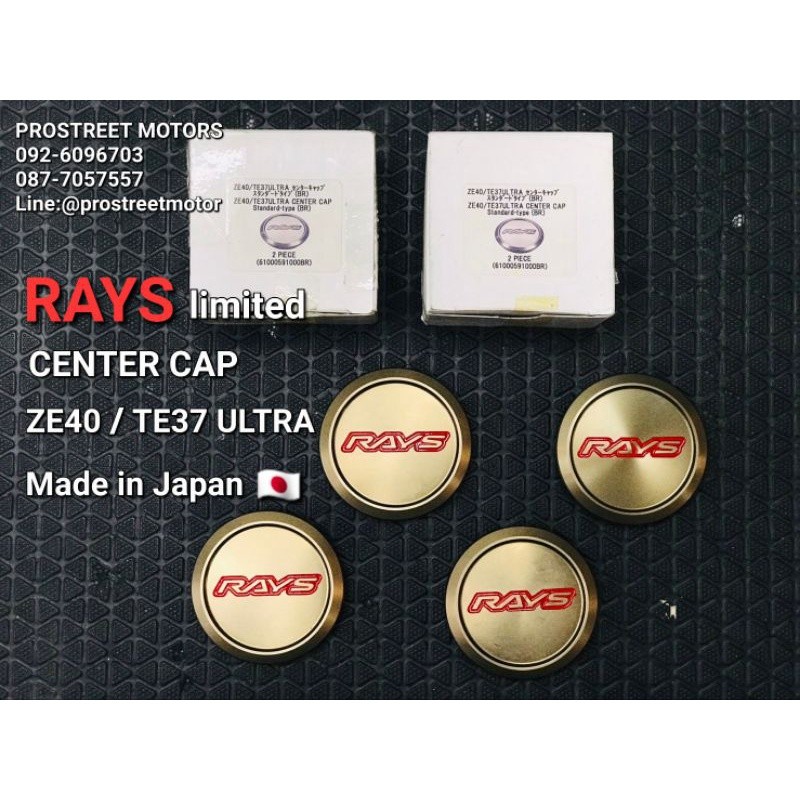 PROSTREET MOTORS
092-6096703
087-7057557
Line:@prostreetmotor
ZE40/TE37ULTRA センターキャップ
スタンダードタイプ(BR)
ZE40/TE37ULTRA CENTER CAP
Standard-type(BR)
RAYS
2 PIECE
(61000591000BR)
ZE40/TE37ULTRA センターキャップ
スタンダードタイプ(BR)
ZE40/TE37ULTRA CENTER CAP
Standard-type(BR)
RAYS
2 PIECE
(61000591000BR)
RAYS limited
CENTER CAP
ZE40 / TE37 ULTRA
Made in Japan
RAYS
RAYS
RAYS
RAYS